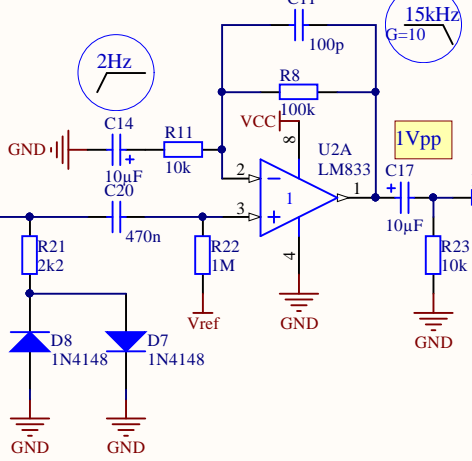 15kHz
G=10
100p
2Hz
R8
100k
VCC
8
U2A
LM833
1Vpp
C14
R11
GND
10µF
10k
2
1
1
C17
C20
3
10µF
470n
R21
2k2
R22
1M
4
R23
10k
Vref
GND
GND
D8
1N4148
D7
1N4148
GND
GND